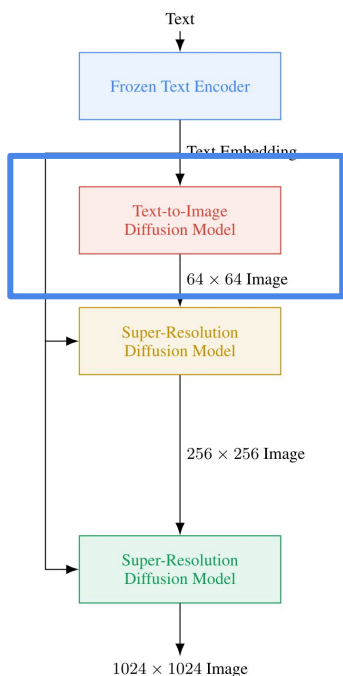 Text
Frozen Text Encoder
Text Embedding
Text-to-Image
Diffusion Model
64 × 64 Image
Super-Resolution
Diffusion Model
256 × 256 Image
Super-Resolution
Diffusion Model
1024 × 1024 Image